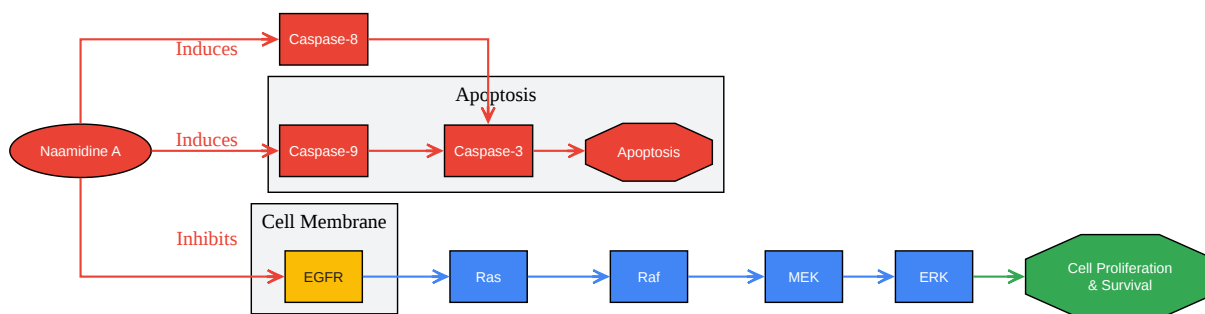 Caspase-8
Induces
Apoptosis
Induces
Naamidine A
Caspase-9
Caspase-3
Apoptosis
Cell Membrane
Inhibits
EGFR
Ras
Raf
MEK
ERK
Cell Proliferation
& Survival